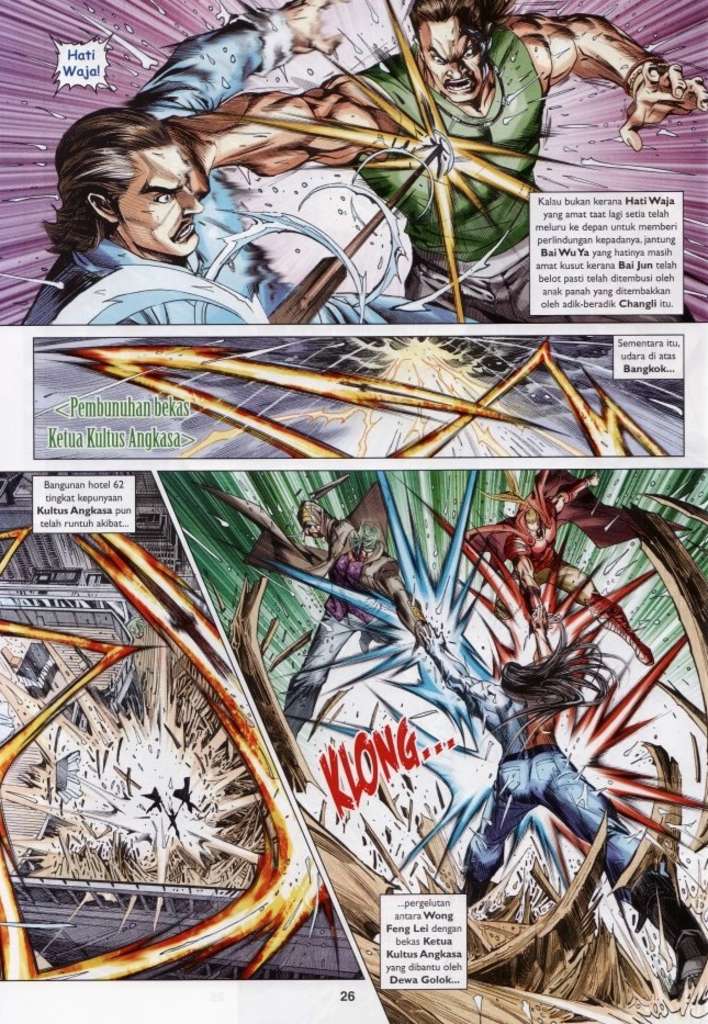 Hati
Waja!
Kalau bukan kerana Hati Waja
yang amat taat lagi setia telah
meluru ke depan untuk memberi
perlindungan kepadanya, jantung
Bai Wu Ya yang hatinya masih
amat kusut kerana Bai Jun telah
belot pasti telah ditembusi oleh
anak panah yang ditembakkan
oleh adik-beradik Changli itu.
Sementara itu,
udara di atas
Bangkok...
<Pembunuhan bekas
Ketua Kultus Angkasa>
Bangunan hotel 62
tingkat kepunyaan
Kultus Angkasa pun
telah runtuh akibat...
KLONG...
...pergelutan
antara Wong
Feng Lei dengan
bekas Ketua
Kultus Angkasa
yang dibantu oleh
Dewa Golok...
26